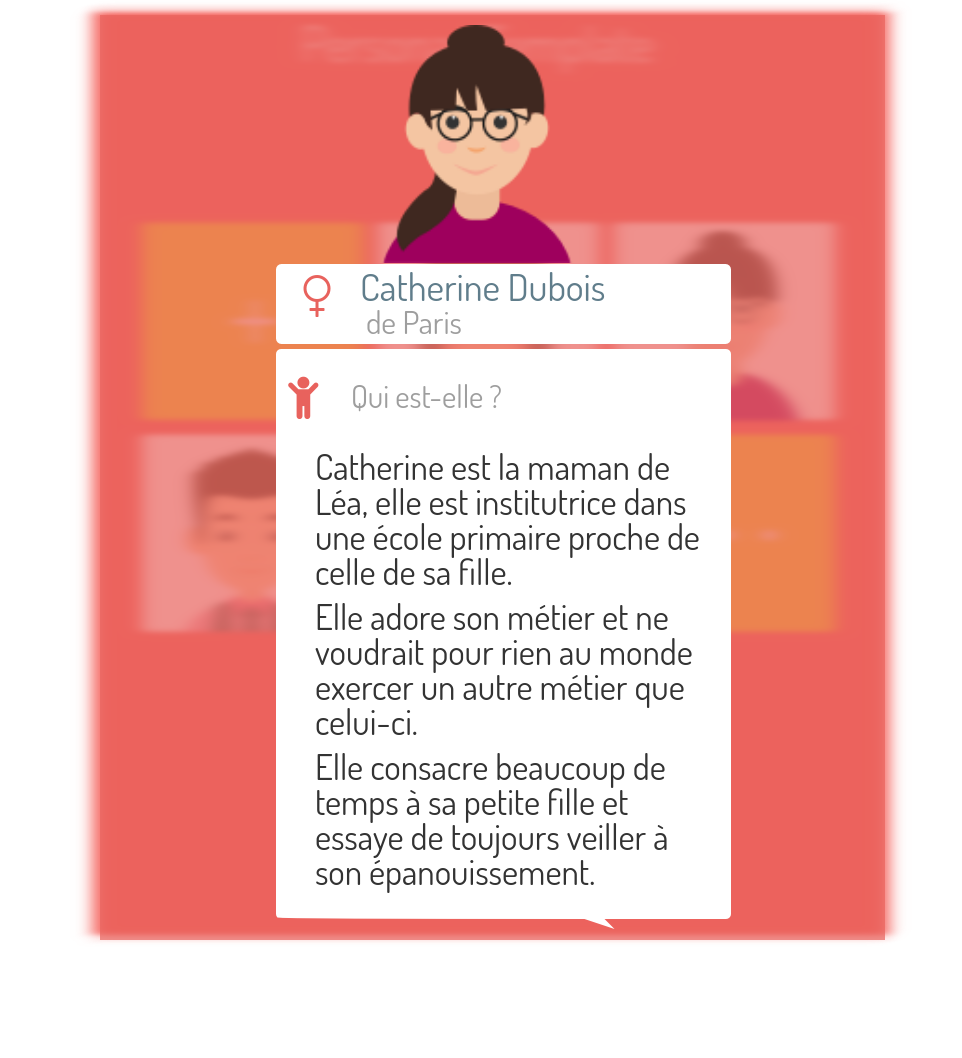 Catherine Dubois
de Paris
Qui est-elle ?
Catherine est la maman de
Léa, elle est institutrice dans
une école primaire proche de
celle de sa fille.
Elle adore son métier et ne
voudrait pour rien au monde
exercer un autre métier que
celui-ci.
Elle consacre beaucoup de
temps à sa petite fille et
essaye de toujours veiller à
son épanouissement.